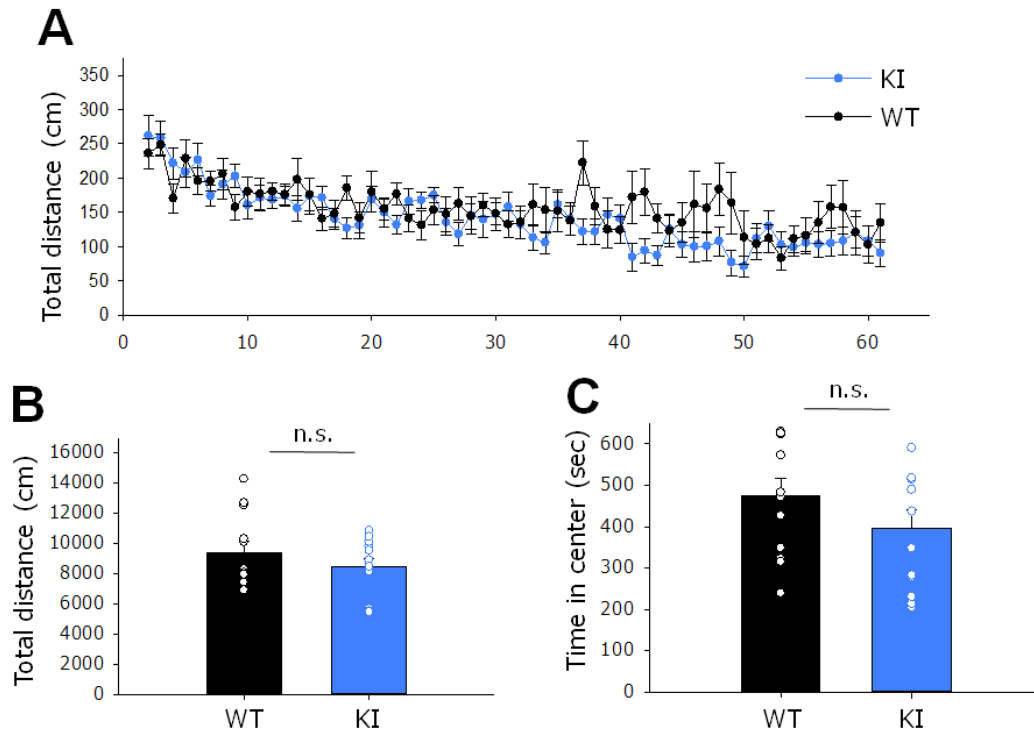 A
Total distance (cm)
350
300
250
200
150
100
50
0
KI
WT
0 10 20 30 40 50 60
B
Total distance (cm)
16000
14000
12000
10000
8000
6000
4000
2000
0
n.s.
WT KI
C
Time in center (sec)
600
500
400
300
200
100
0
n.s.
WT KI